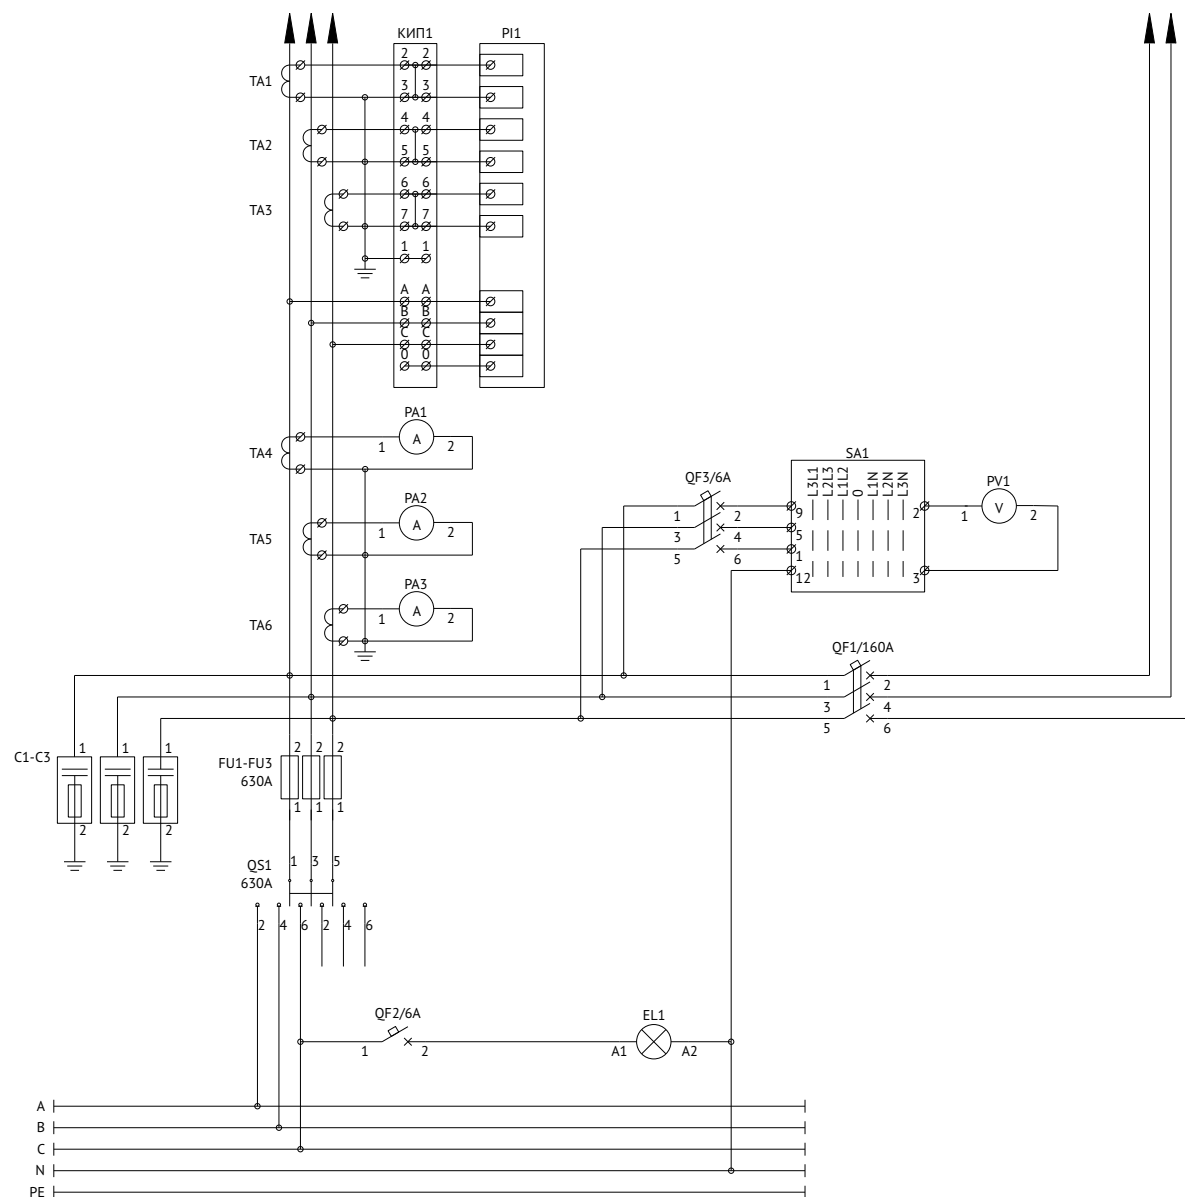 КИП1
PI1
2 2
TA1
3 3
4 4
TA2
5 5
6 6
TA3
7 7
1 1
A A
B B
C C
0 0
PA1
A
1 2
TA4
PA2
A
1 2
TA5
PA3
A
1 2
TA6
QF3/6A
1 2
3 4
5 6
SA1
L3L1
L2L3
L1L2
0
L1N
L2N
L3N
9
5
1
12
2
3
PV1
V
1 2
QF1/160A
1 2
3 4
5 6
C1-C3
1 1 1
2 2 2
FU1-FU3
630A
2 2 2
1 1 1
QS1
630A
1 3 5
2 4 6 2 4 6
QF2/6A
1 2
EL1
A1 A2
A
B
C
N
PE